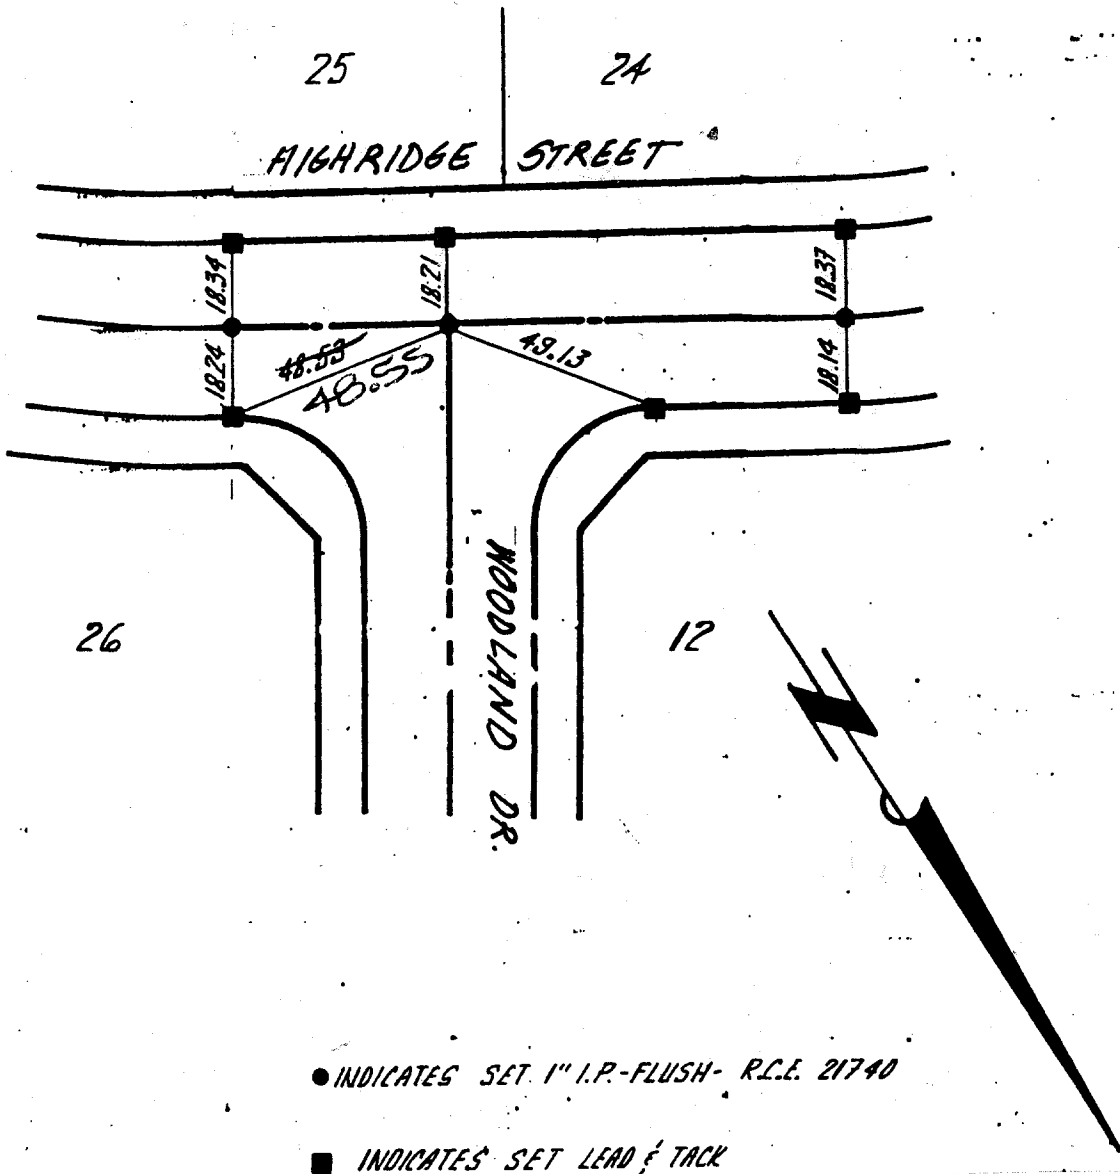 25 24
HIGHRIDGE STREET
18.34 18.21 18.37
48.53 49.13
18.24 48.55 18.14
WOODLAND DR.
26 12
N
INDICATES SET 1" I.P.-FLUSH- R.C.E. 21740
INDICATES SET LEAD & TACK